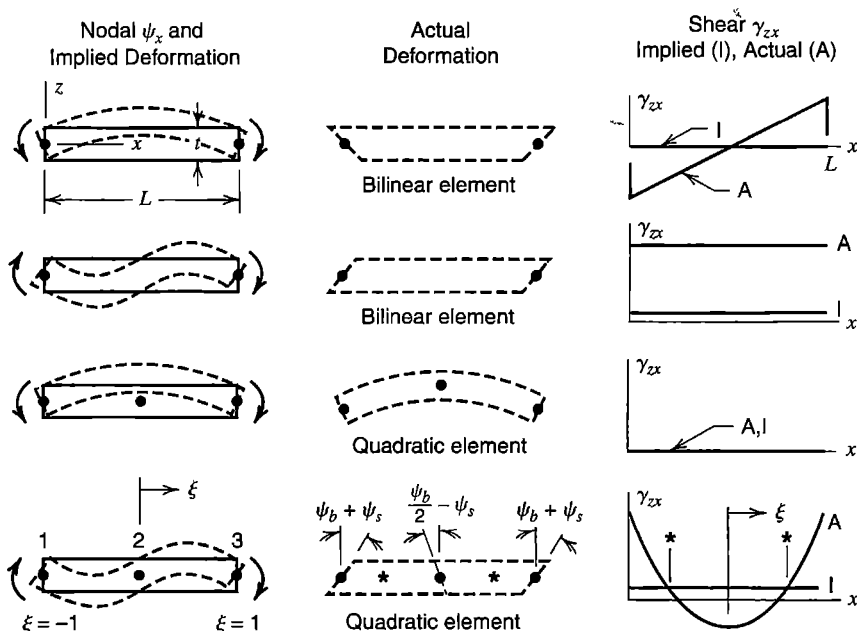 Nodal ψx and
Implied Deformation
Actual
Deformation
Shear γzx
Implied (I), Actual (A)
z
x
t
L
Bilinear element
γzx
I
x
L
A
Bilinear element
γzx
A
I
x
Quadratic element
γzx
A,I
x
ξ
1
2
3
ξ = −1
ξ = 1
ψb + ψs
ψb/2 − ψs
ψb + ψs
* *
Quadratic element
γzx
ξ
A
* *
I
x